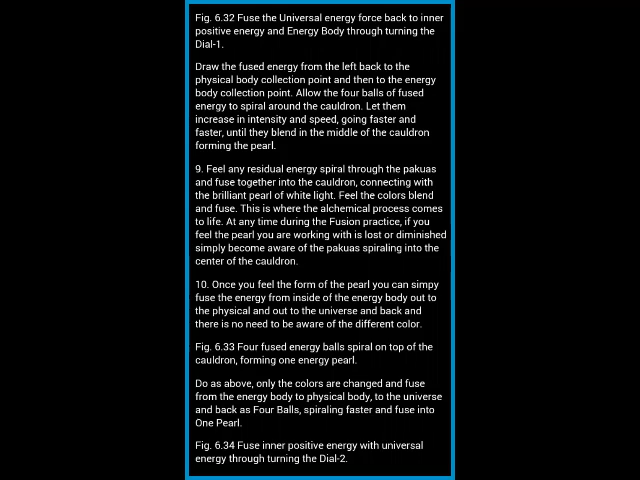 Fig. 6.32 Fuse the Universal energy force back to inner
positive energy and Energy Body through turning the
Dial-1.
Draw the fused energy from the left back to the
physical body collection point and then to the energy
body collection point. Allow the four balls of fused
energy to spiral around the cauldron. Let them
increase in intensity and speed, going faster and
faster, until they blend in the middle of the cauldron
forming the pearl.
9. Feel any residual energy spiral through the pakuas
and fuse together into the cauldron, connecting with
the brilliant pearl of white light. Feel the colors blend
and fuse. This is where the alchemical process comes
to life. At any time during the Fusion practice, if you
feel the pearl you are working with is lost or diminished
simply become aware of the pakuas spiraling into the
center of the cauldron.
10. Once you feel the form of the pearl you can simpy
fuse the energy from inside of the energy body out to
the physical and out to the universe and back and
there is no need to be aware of the different color.
Fig. 6.33 Four fused energy balls spiral on top of the
cauldron, forming one energy pearl.
Do as above, only the colors are changed and fuse
from the energy body to physical body, to the universe
and back as Four Balls, spiraling faster and fuse into
One Pearl.
Fig. 6.34 Fuse inner positive energy with universal
energy through turning the Dial-2.